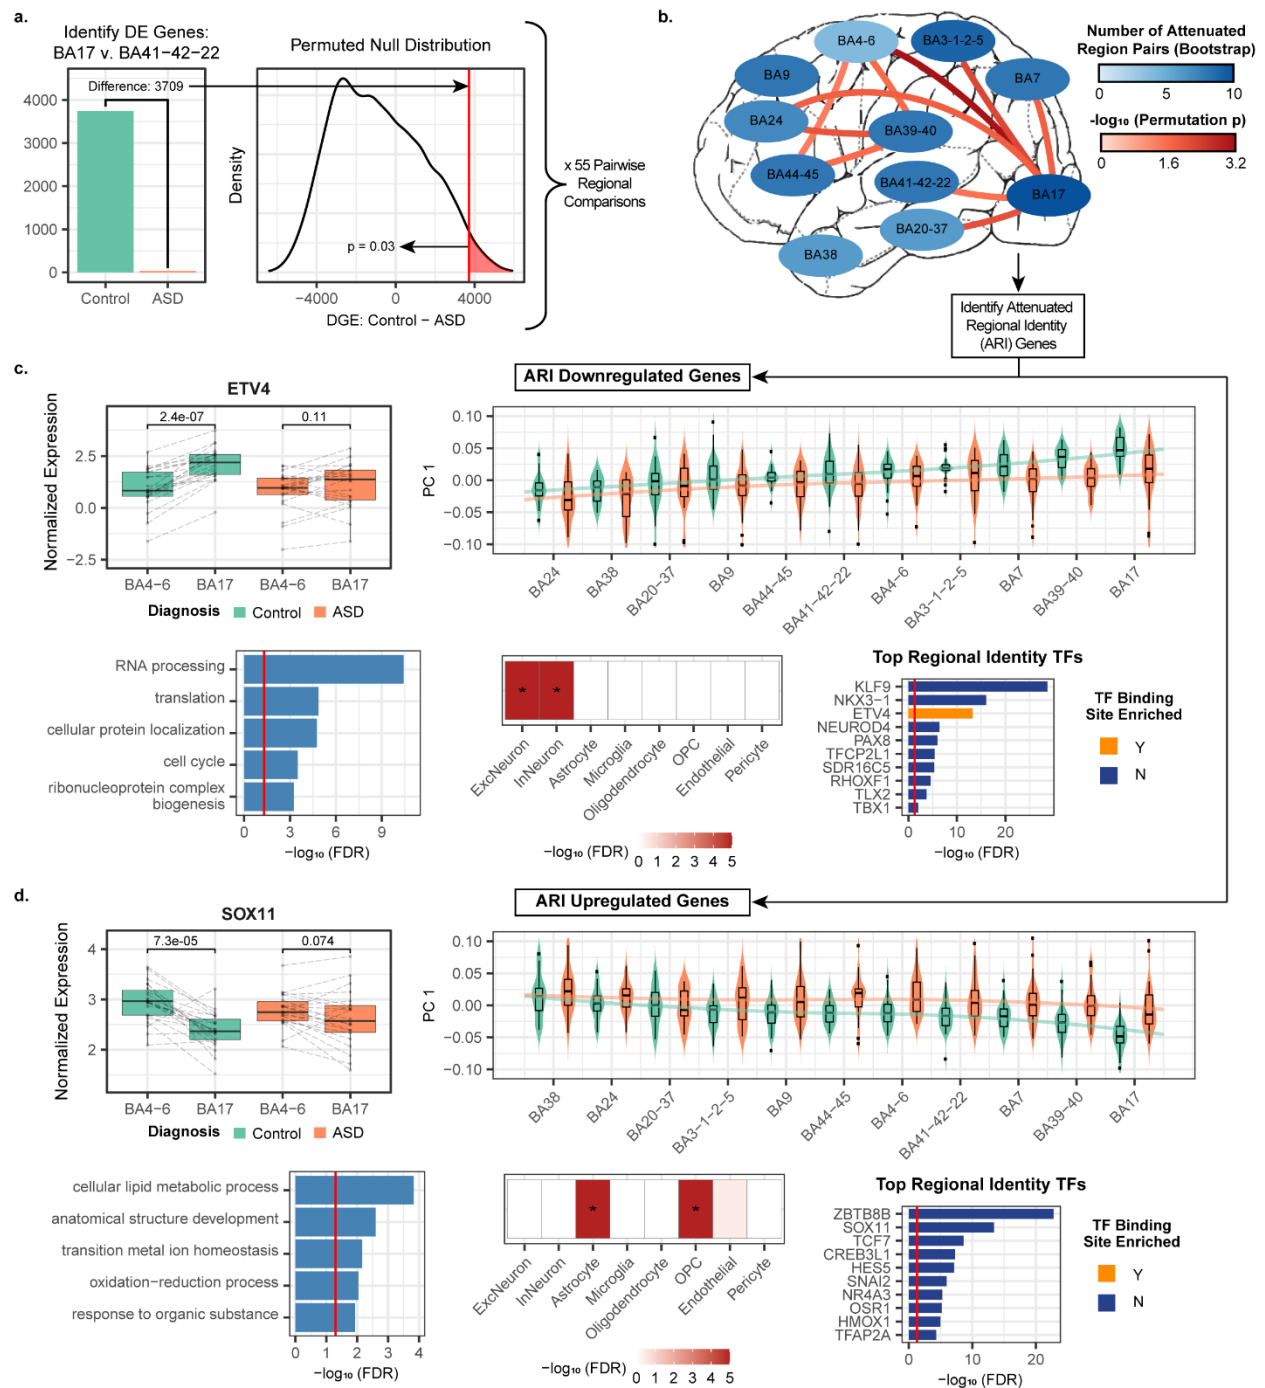 a.
Identify DE Genes:
BA17 v. BA41−42−22
Difference: 3709
4000
3000
2000
1000
0
Control
ASD
Permuted Null Distribution
Density
p = 0.03
−4000
0
4000
DGE: Control − ASD
x 55 Pairwise
Regional
Comparisons
b.
BA4-6
BA3-1-2-5
BA9
BA7
BA24
BA39-40
BA44-45
BA41-42-22
BA17
BA20-37
BA38
Number of Attenuated
Region Pairs (Bootstrap)
0
5
10
-log₁₀ (Permutation p)
0
1.6
3.2
Identify Attenuated
Regional Identity
(ARI) Genes
c.
ETV4
2.4e-07
0.11
Normalized Expression
2.5
0.0
−2.5
BA4−6
BA17
BA4−6
BA17
Diagnosis
Control
ASD
ARI Downregulated Genes
PC 1
0.10
0.05
0.00
−0.05
−0.10
BA24
BA38
BA20−37
BA9
BA44−45
BA41−42−22
BA4−6
BA3−1−2−5
BA7
BA39−40
BA17
RNA processing
translation
cellular protein localization
cell cycle
ribonucleoprotein complex
biogenesis
0
3
6
9
−log₁₀ (FDR)
*
*
ExcNeuron
InNeuron
Astrocyte
Microglia
Oligodendrocyte
OPC
Endothelial
Pericyte
−log₁₀ (FDR)
0 1 2 3 4 5
Top Regional Identity TFs
KLF9
NKX3−1
ETV4
NEUROD4
PAX8
TFCP2L1
SDR16C5
RHOXF1
TLX2
TBX1
0
10
20
−log₁₀ (FDR)
TF Binding
Site Enriched
Y
N
d.
SOX11
7.3e-05
0.074
Normalized Expression
4
3
2
BA4−6
BA17
BA4−6
BA17
Diagnosis
Control
ASD
ARI Upregulated Genes
PC 1
0.10
0.05
0.00
−0.05
−0.10
BA38
BA24
BA20−37
BA3−1−2−5
BA9
BA44−45
BA4−6
BA41−42−22
BA7
BA39−40
BA17
cellular lipid metabolic process
anatomical structure development
transition metal ion homeostasis
oxidation−reduction process
response to organic substance
0
1
2
3
4
−log₁₀ (FDR)
*
*
ExcNeuron
InNeuron
Astrocyte
Microglia
Oligodendrocyte
OPC
Endothelial
Pericyte
−log₁₀ (FDR)
0 1 2 3 4 5
Top Regional Identity TFs
ZBTB8B
SOX11
TCF7
CREB3L1
HES5
SNAI2
NR4A3
OSR1
HMOX1
TFAP2A
0
10
20
−log₁₀ (FDR)
TF Binding
Site Enriched
Y
N